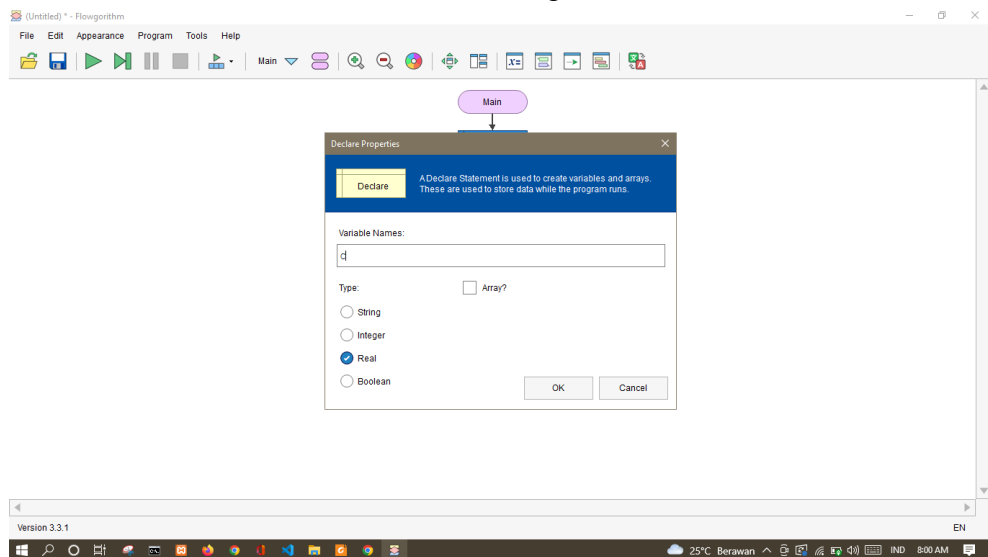 (Untitled) * - Flowgorithm
File Edit Appearance Program Tools Help
Main
x=
Main
Declare Properties
Declare
A Declare Statement is used to create variables and arrays.
These are used to store data while the program runs.
Variable Names:
c
Type:
Array?
String
Integer
Real
Boolean
OK
Cancel
Version 3.3.1
EN
25°C Berawan
IND
8:00 AM